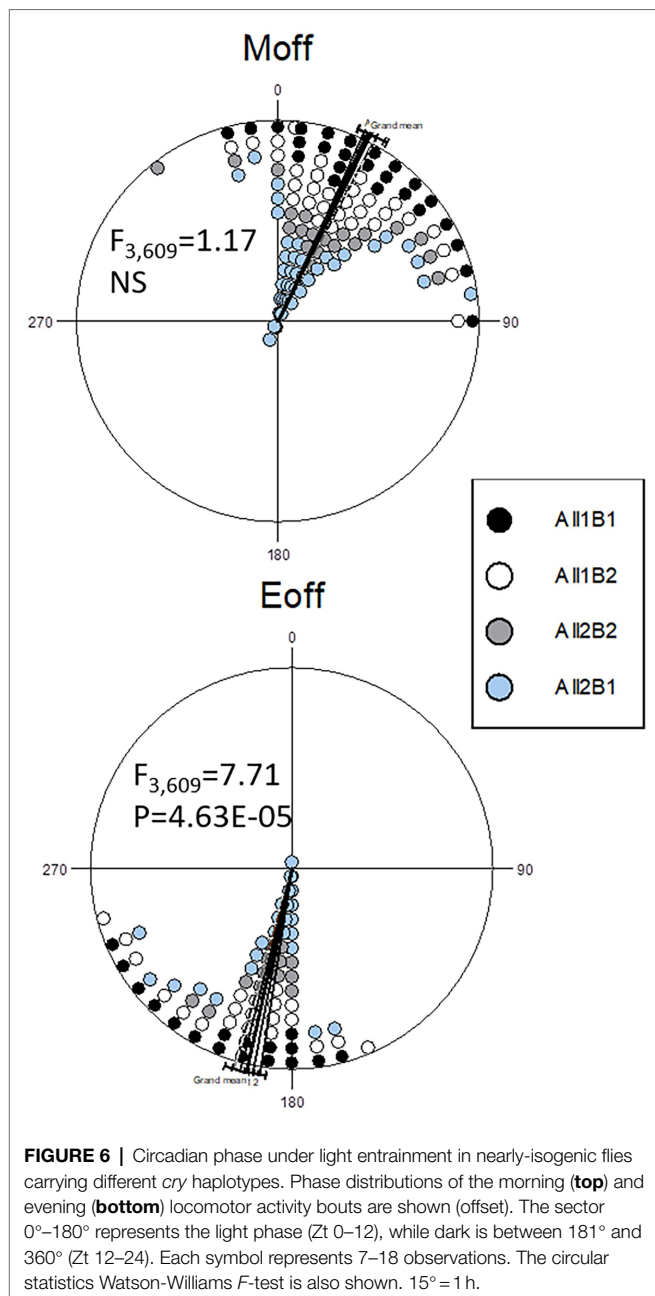 Moff
0
Grand mean
F3,609=1.17
NS
270
90
180
AII1B1
AII1B2
AII2B2
AII2B1
Eoff
0
F3,609=7.71
P=4.63E-05
270
90
Grand mean 1 2
180
FIGURE 6 | Circadian phase under light entrainment in nearly-isogenic flies
carrying different cry haplotypes. Phase distributions of the morning (top) and
evening (bottom) locomotor activity bouts are shown (offset). The sector
0°–180° represents the light phase (Zt 0–12), while dark is between 181° and
360° (Zt 12–24). Each symbol represents 7–18 observations. The circular
statistics Watson-Williams F-test is also shown. 15° = 1 h.